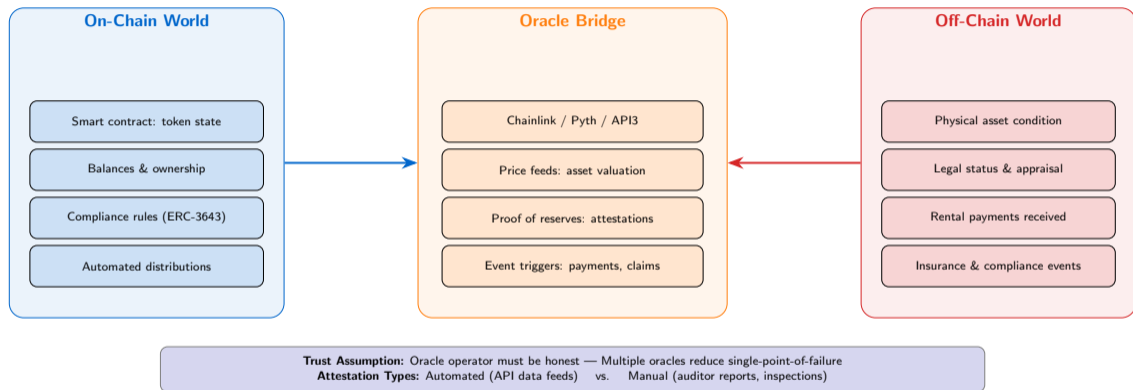 On-Chain World
Smart contract: token state
Balances & ownership
Compliance rules (ERC-3643)
Automated distributions
Oracle Bridge
Chainlink / Pyth / API3
Price feeds: asset valuation
Proof of reserves: attestations
Event triggers: payments, claims
Off-Chain World
Physical asset condition
Legal status & appraisal
Rental payments received
Insurance & compliance events
Trust Assumption: Oracle operator must be honest — Multiple oracles reduce single-point-of-failure
Attestation Types: Automated (API data feeds) vs. Manual (auditor reports, inspections)